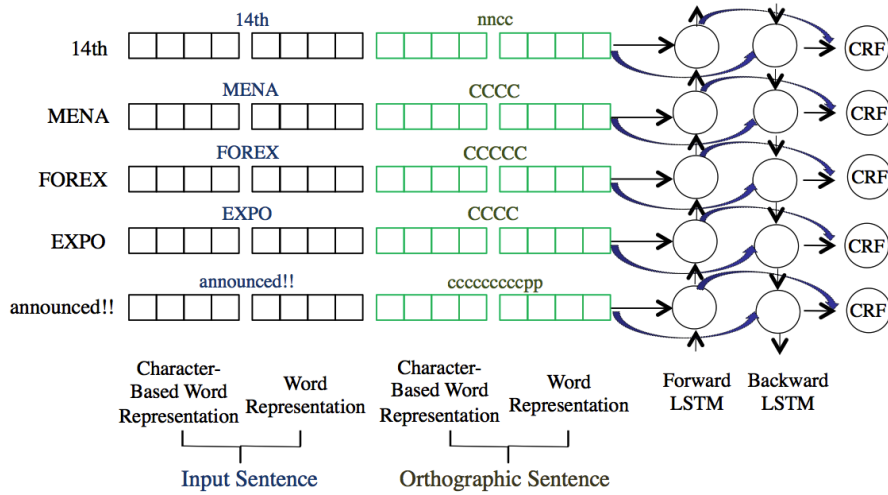 14th 14th nncc CRF
MENA MENA CCCC CRF
FOREX FOREX CCCCC CRF
EXPO EXPO CCCC CRF
announced!! announced!! cccccccccpp CRF
Character-
Based Word
Representation
Word
Representation
Character-
Based Word
Representation
Word
Representation
Forward
LSTM
Backward
LSTM
Input Sentence
Orthographic Sentence